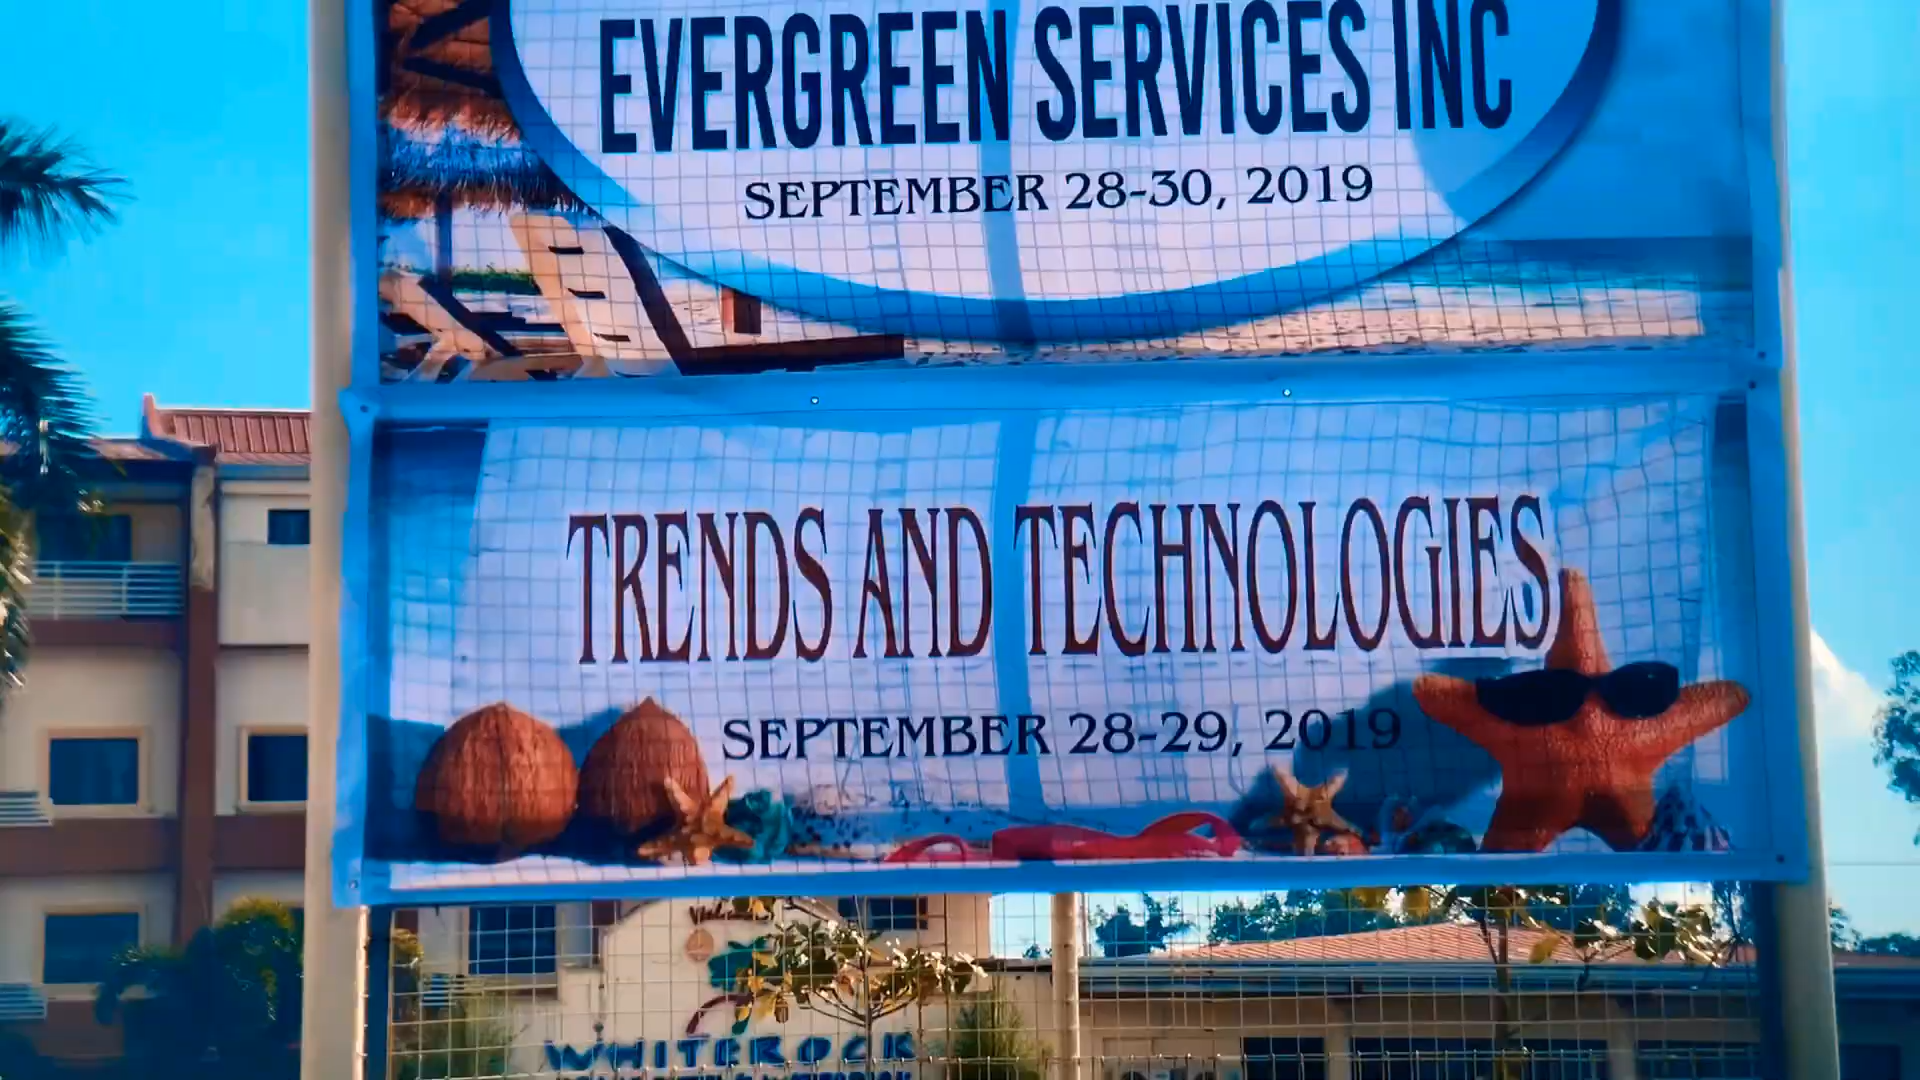 EVERGREEN SERVICES INC
SEPTEMBER 28-30, 2019
TRENDS AND TECHNOLOGIES
SEPTEMBER 28-29, 2019
WHITEROCK